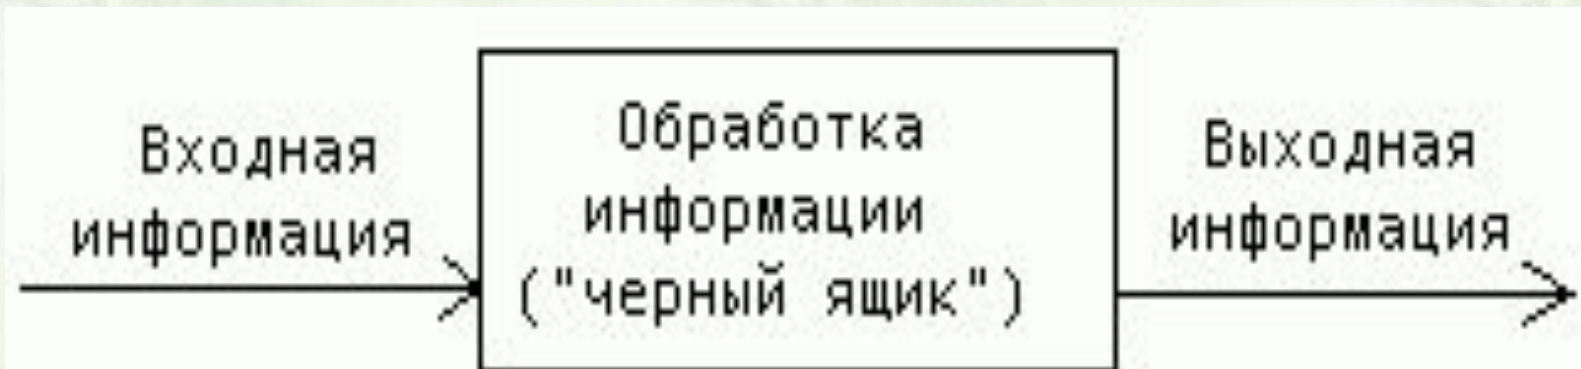 Входная
информация
Обработка
информации
("черный ящик")
Выходная
информация